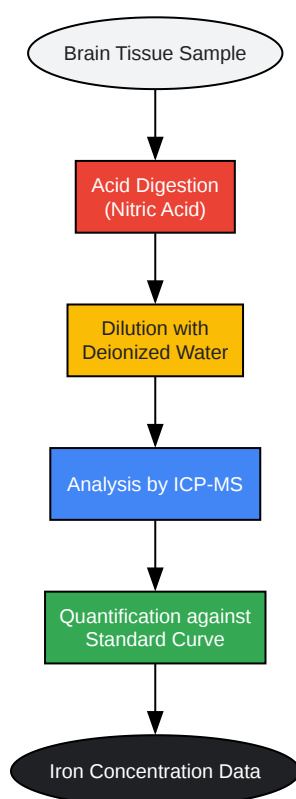 Brain Tissue Sample
Acid Digestion
(Nitric Acid)
Dilution with
Deionized Water
Analysis by ICP-MS
Quantification against
Standard Curve
Iron Concentration Data